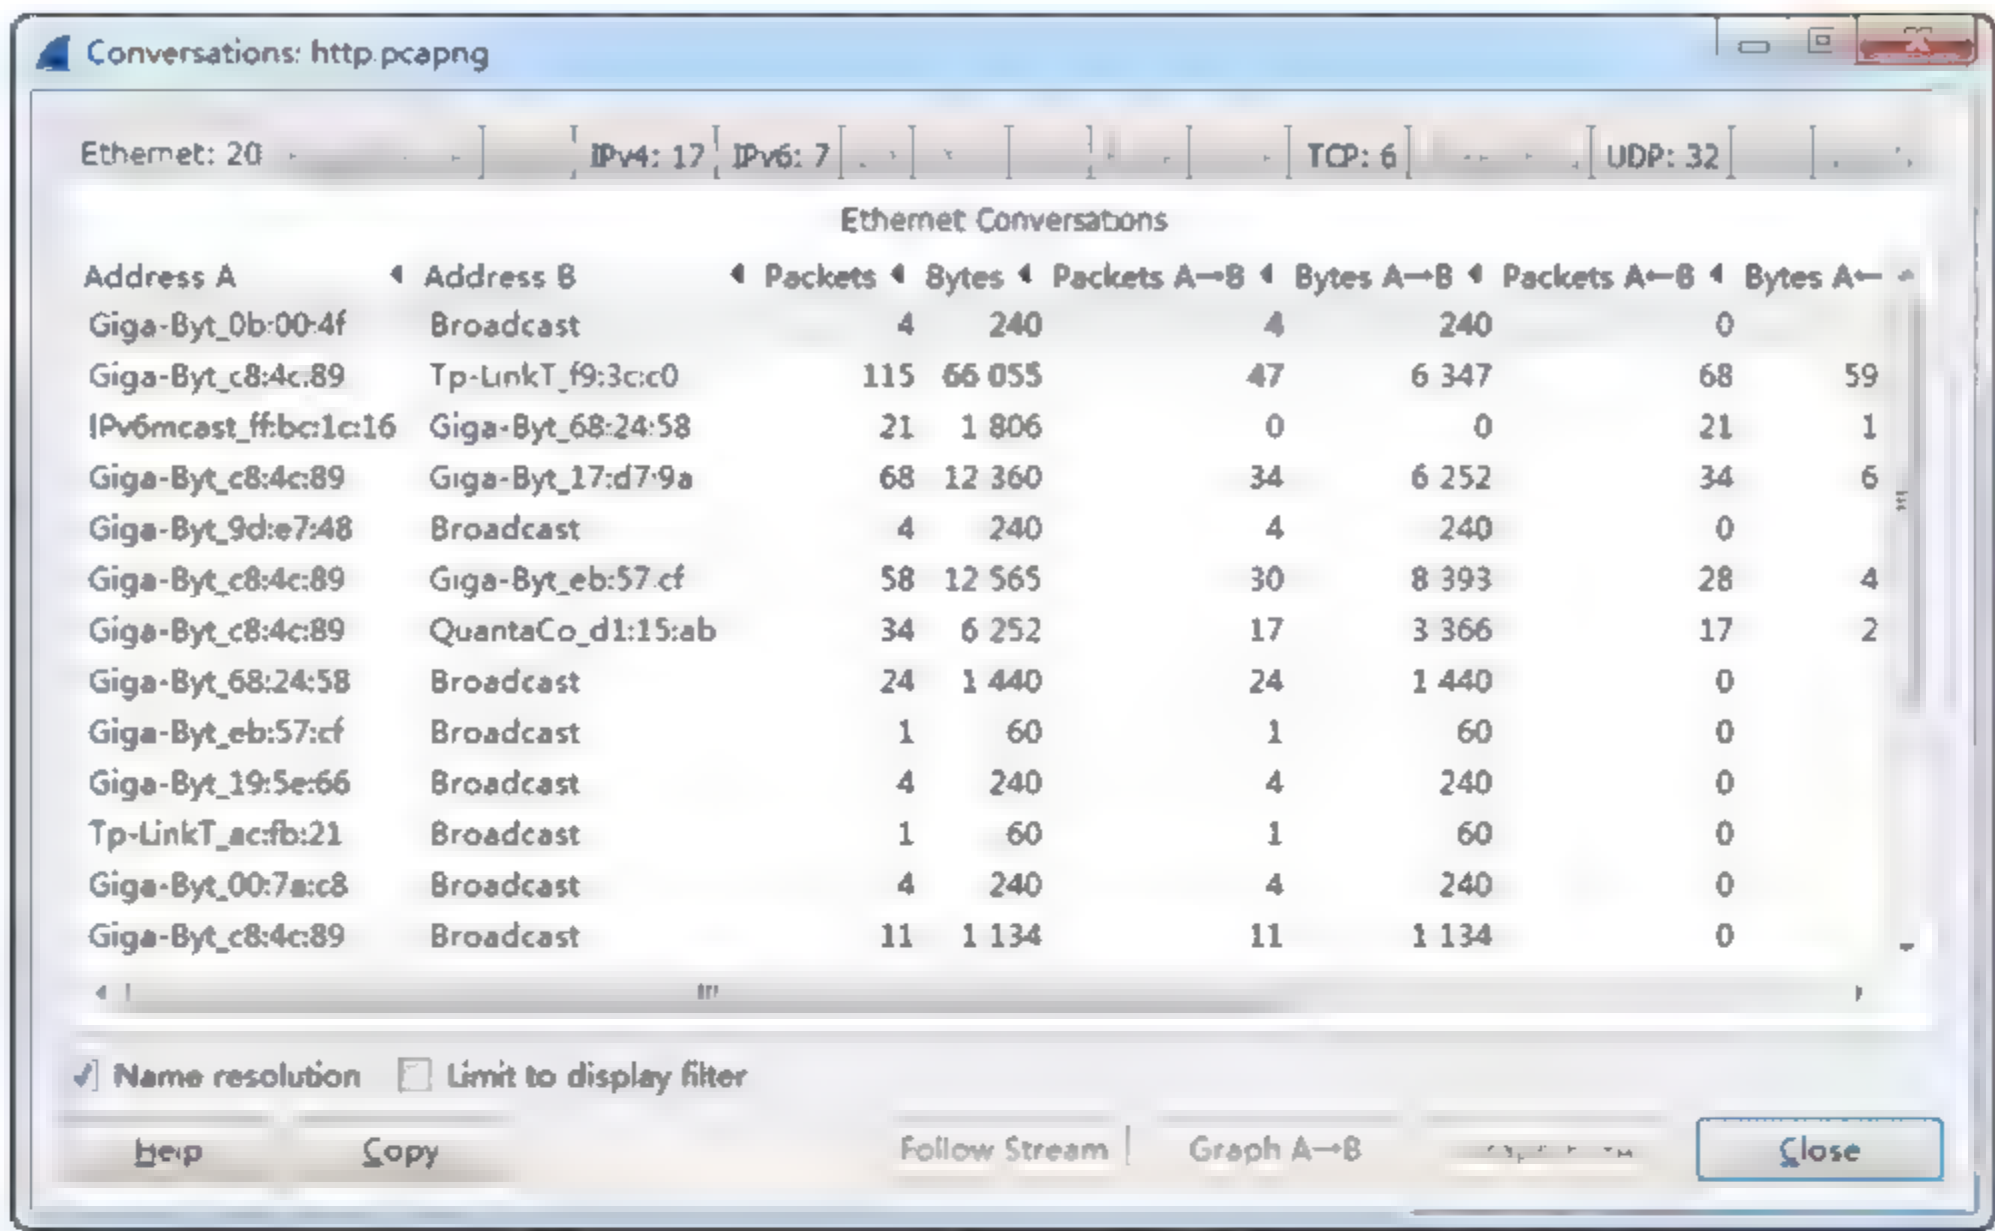 Conversations: http.pcapng
Ethernet: 20 IPv4: 17 IPv6: 7 TCP: 6 UDP: 32
Ethernet Conversations
Address A Address B Packets Bytes Packets A→B Bytes A→B Packets A←B Bytes A←
Giga-Byt_0b:00:4f Broadcast 4 240 4 240 0
Giga-Byt_c8:4c:89 Tp-LinkT_f9:3c:c0 115 66 055 47 6 347 68 59
IPv6mcast_ff:bc:1c:16 Giga-Byt_68:24:58 21 1 806 0 0 21 1
Giga-Byt_c8:4c:89 Giga-Byt_17:d7:9a 68 12 360 34 6 252 34 6
Giga-Byt_9d:e7:48 Broadcast 4 240 4 240 0
Giga-Byt_c8:4c:89 Giga-Byt_eb:57:cf 58 12 565 30 8 393 28 4
Giga-Byt_c8:4c:89 QuantaCo_d1:15:ab 34 6 252 17 3 366 17 2
Giga-Byt_68:24:58 Broadcast 24 1 440 24 1 440 0
Giga-Byt_eb:57:cf Broadcast 1 60 1 60 0
Giga-Byt_19:5e:66 Broadcast 4 240 4 240 0
Tp-LinkT_ac:fb:21 Broadcast 1 60 1 60 0
Giga-Byt_00:7a:c8 Broadcast 4 240 4 240 0
Giga-Byt_c8:4c:89 Broadcast 11 1 134 11 1 134 0
Name resolution Limit to display filter
Help Copy Follow Stream Graph A→B Close